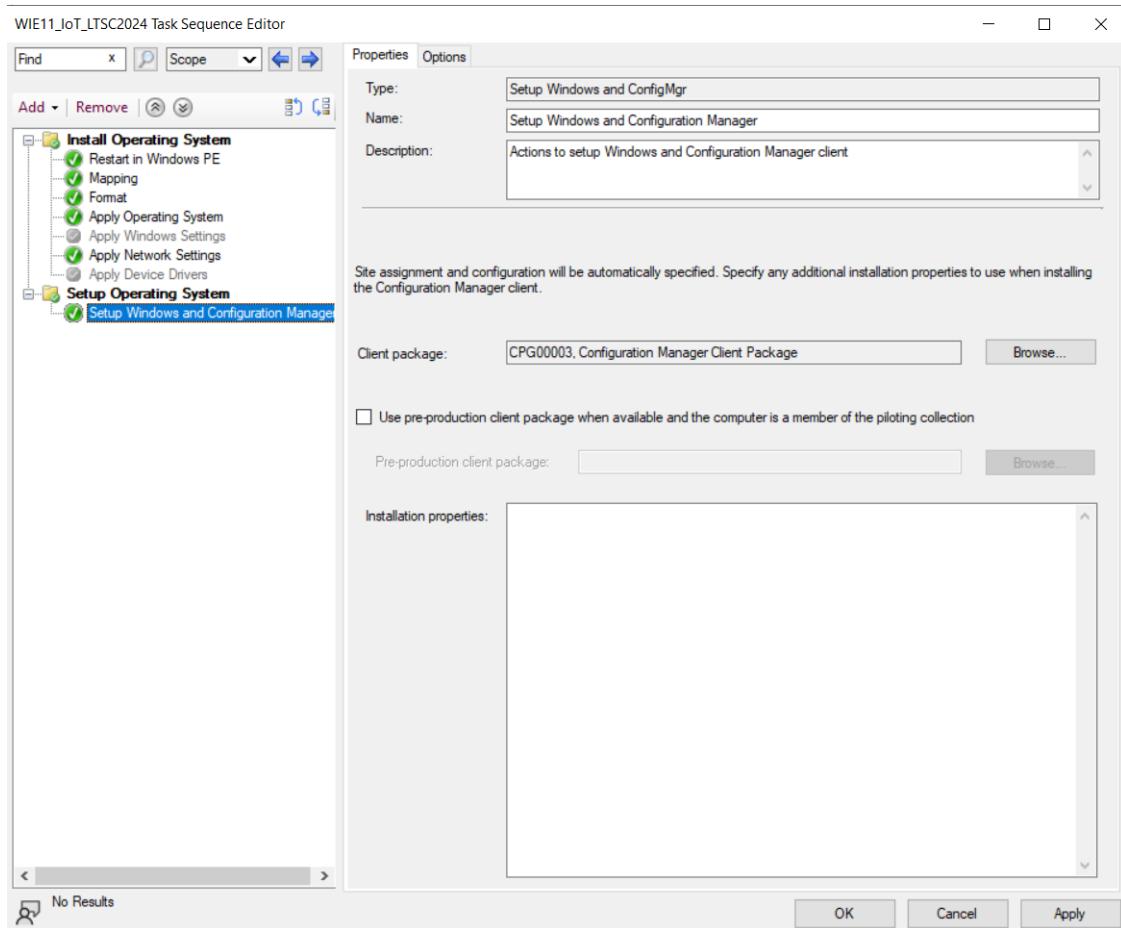 WIE11_IoT_LTSC2024 Task Sequence Editor
Find x Scope
Add Remove
Install Operating System
Restart in Windows PE
Mapping
Format
Apply Operating System
Apply Windows Settings
Apply Network Settings
Apply Device Drivers
Setup Operating System
Setup Windows and Configuration Manager
No Results
Properties Options
Type: Setup Windows and ConfigMgr
Name: Setup Windows and Configuration Manager
Description: Actions to setup Windows and Configuration Manager client
Site assignment and configuration will be automatically specified. Specify any additional installation properties to use when installing
the Configuration Manager client.
Client package: CPG00003, Configuration Manager Client Package Browse...
Use pre-production client package when available and the computer is a member of the piloting collection
Pre-production client package: Browse...
Installation properties:
OK Cancel Apply